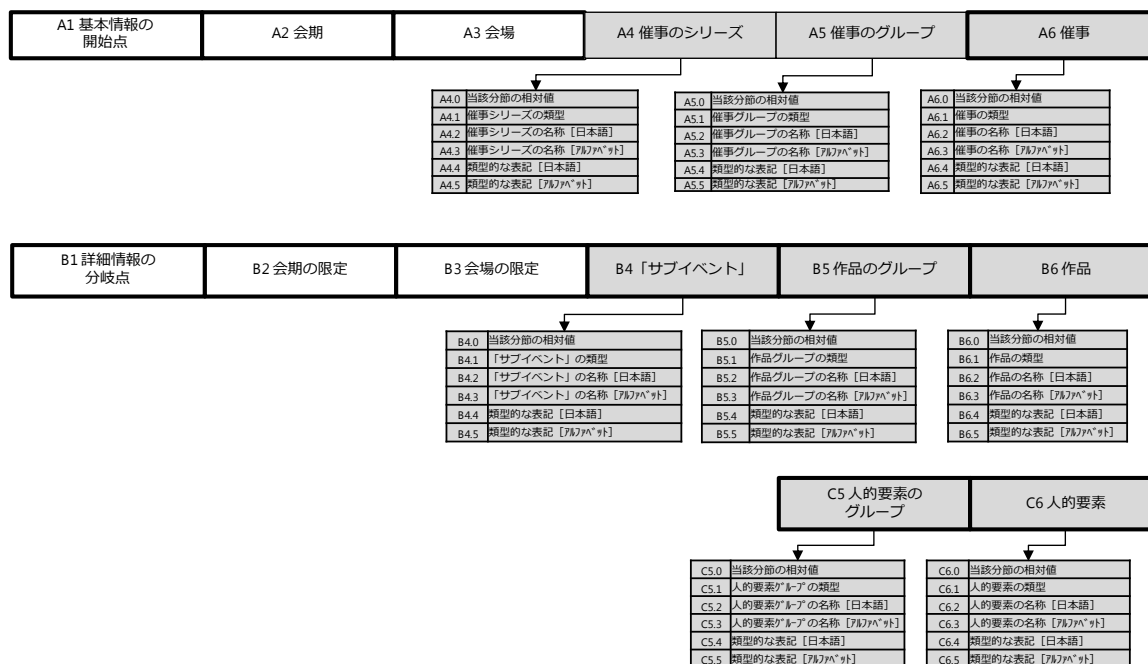 A1 基本情報の
開始点
A2 会期
A3 会場
A4 催事のシリーズ
A5 催事のグループ
A6 催事
A4.0 当該分節の相対値
A4.1 催事シリーズの類型
A4.2 催事シリーズの名称［日本語］
A4.3 催事シリーズの名称［ｱﾙﾌｧﾍﾞｯﾄ］
A4.4 類型的な表記［日本語］
A4.5 類型的な表記［ｱﾙﾌｧﾍﾞｯﾄ］
A5.0 当該分節の相対値
A5.1 催事グループの類型
A5.2 催事グループの名称［日本語］
A5.3 催事グループの名称［ｱﾙﾌｧﾍﾞｯﾄ］
A5.4 類型的な表記［日本語］
A5.5 類型的な表記［ｱﾙﾌｧﾍﾞｯﾄ］
A6.0 当該分節の相対値
A6.1 催事の類型
A6.2 催事の名称［日本語］
A6.3 催事の名称［ｱﾙﾌｧﾍﾞｯﾄ］
A6.4 類型的な表記［日本語］
A6.5 類型的な表記［ｱﾙﾌｧﾍﾞｯﾄ］
B1 詳細情報の
分岐点
B2 会期の限定
B3 会場の限定
B4「サブイベント」
B5 作品のグループ
B6 作品
B4.0 当該分節の相対値
B4.1 「サブイベント」の類型
B4.2 「サブイベント」の名称［日本語］
B4.3 「サブイベント」の名称［ｱﾙﾌｧﾍﾞｯﾄ］
B4.4 類型的な表記［日本語］
B4.5 類型的な表記［ｱﾙﾌｧﾍﾞｯﾄ］
B5.0 当該分節の相対値
B5.1 作品グループの類型
B5.2 作品グループの名称［日本語］
B5.3 作品グループの名称［ｱﾙﾌｧﾍﾞｯﾄ］
B5.4 類型的な表記［日本語］
B5.5 類型的な表記［ｱﾙﾌｧﾍﾞｯﾄ］
B6.0 当該分節の相対値
B6.1 作品の類型
B6.2 作品の名称［日本語］
B6.3 作品の名称［ｱﾙﾌｧﾍﾞｯﾄ］
B6.4 類型的な表記［日本語］
B6.5 類型的な表記［ｱﾙﾌｧﾍﾞｯﾄ］
C5 人的要素の
グループ
C6 人的要素
C5.0 当該分節の相対値
C5.1 人的要素ｸﾞﾙｰﾌﾟの類型
C5.2 人的要素ｸﾞﾙｰﾌﾟの名称［日本語］
C5.3 人的要素ｸﾞﾙｰﾌﾟの名称［ｱﾙﾌｧﾍﾞｯﾄ］
C5.4 類型的な表記［日本語］
C5.5 類型的な表記［ｱﾙﾌｧﾍﾞｯﾄ］
C6.0 当該分節の相対値
C6.1 人的要素の類型
C6.2 人的要素の名称［日本語］
C6.3 人的要素の名称［ｱﾙﾌｧﾍﾞｯﾄ］
C6.4 類型的な表記［日本語］
C6.5 類型的な表記［ｱﾙﾌｧﾍﾞｯﾄ］